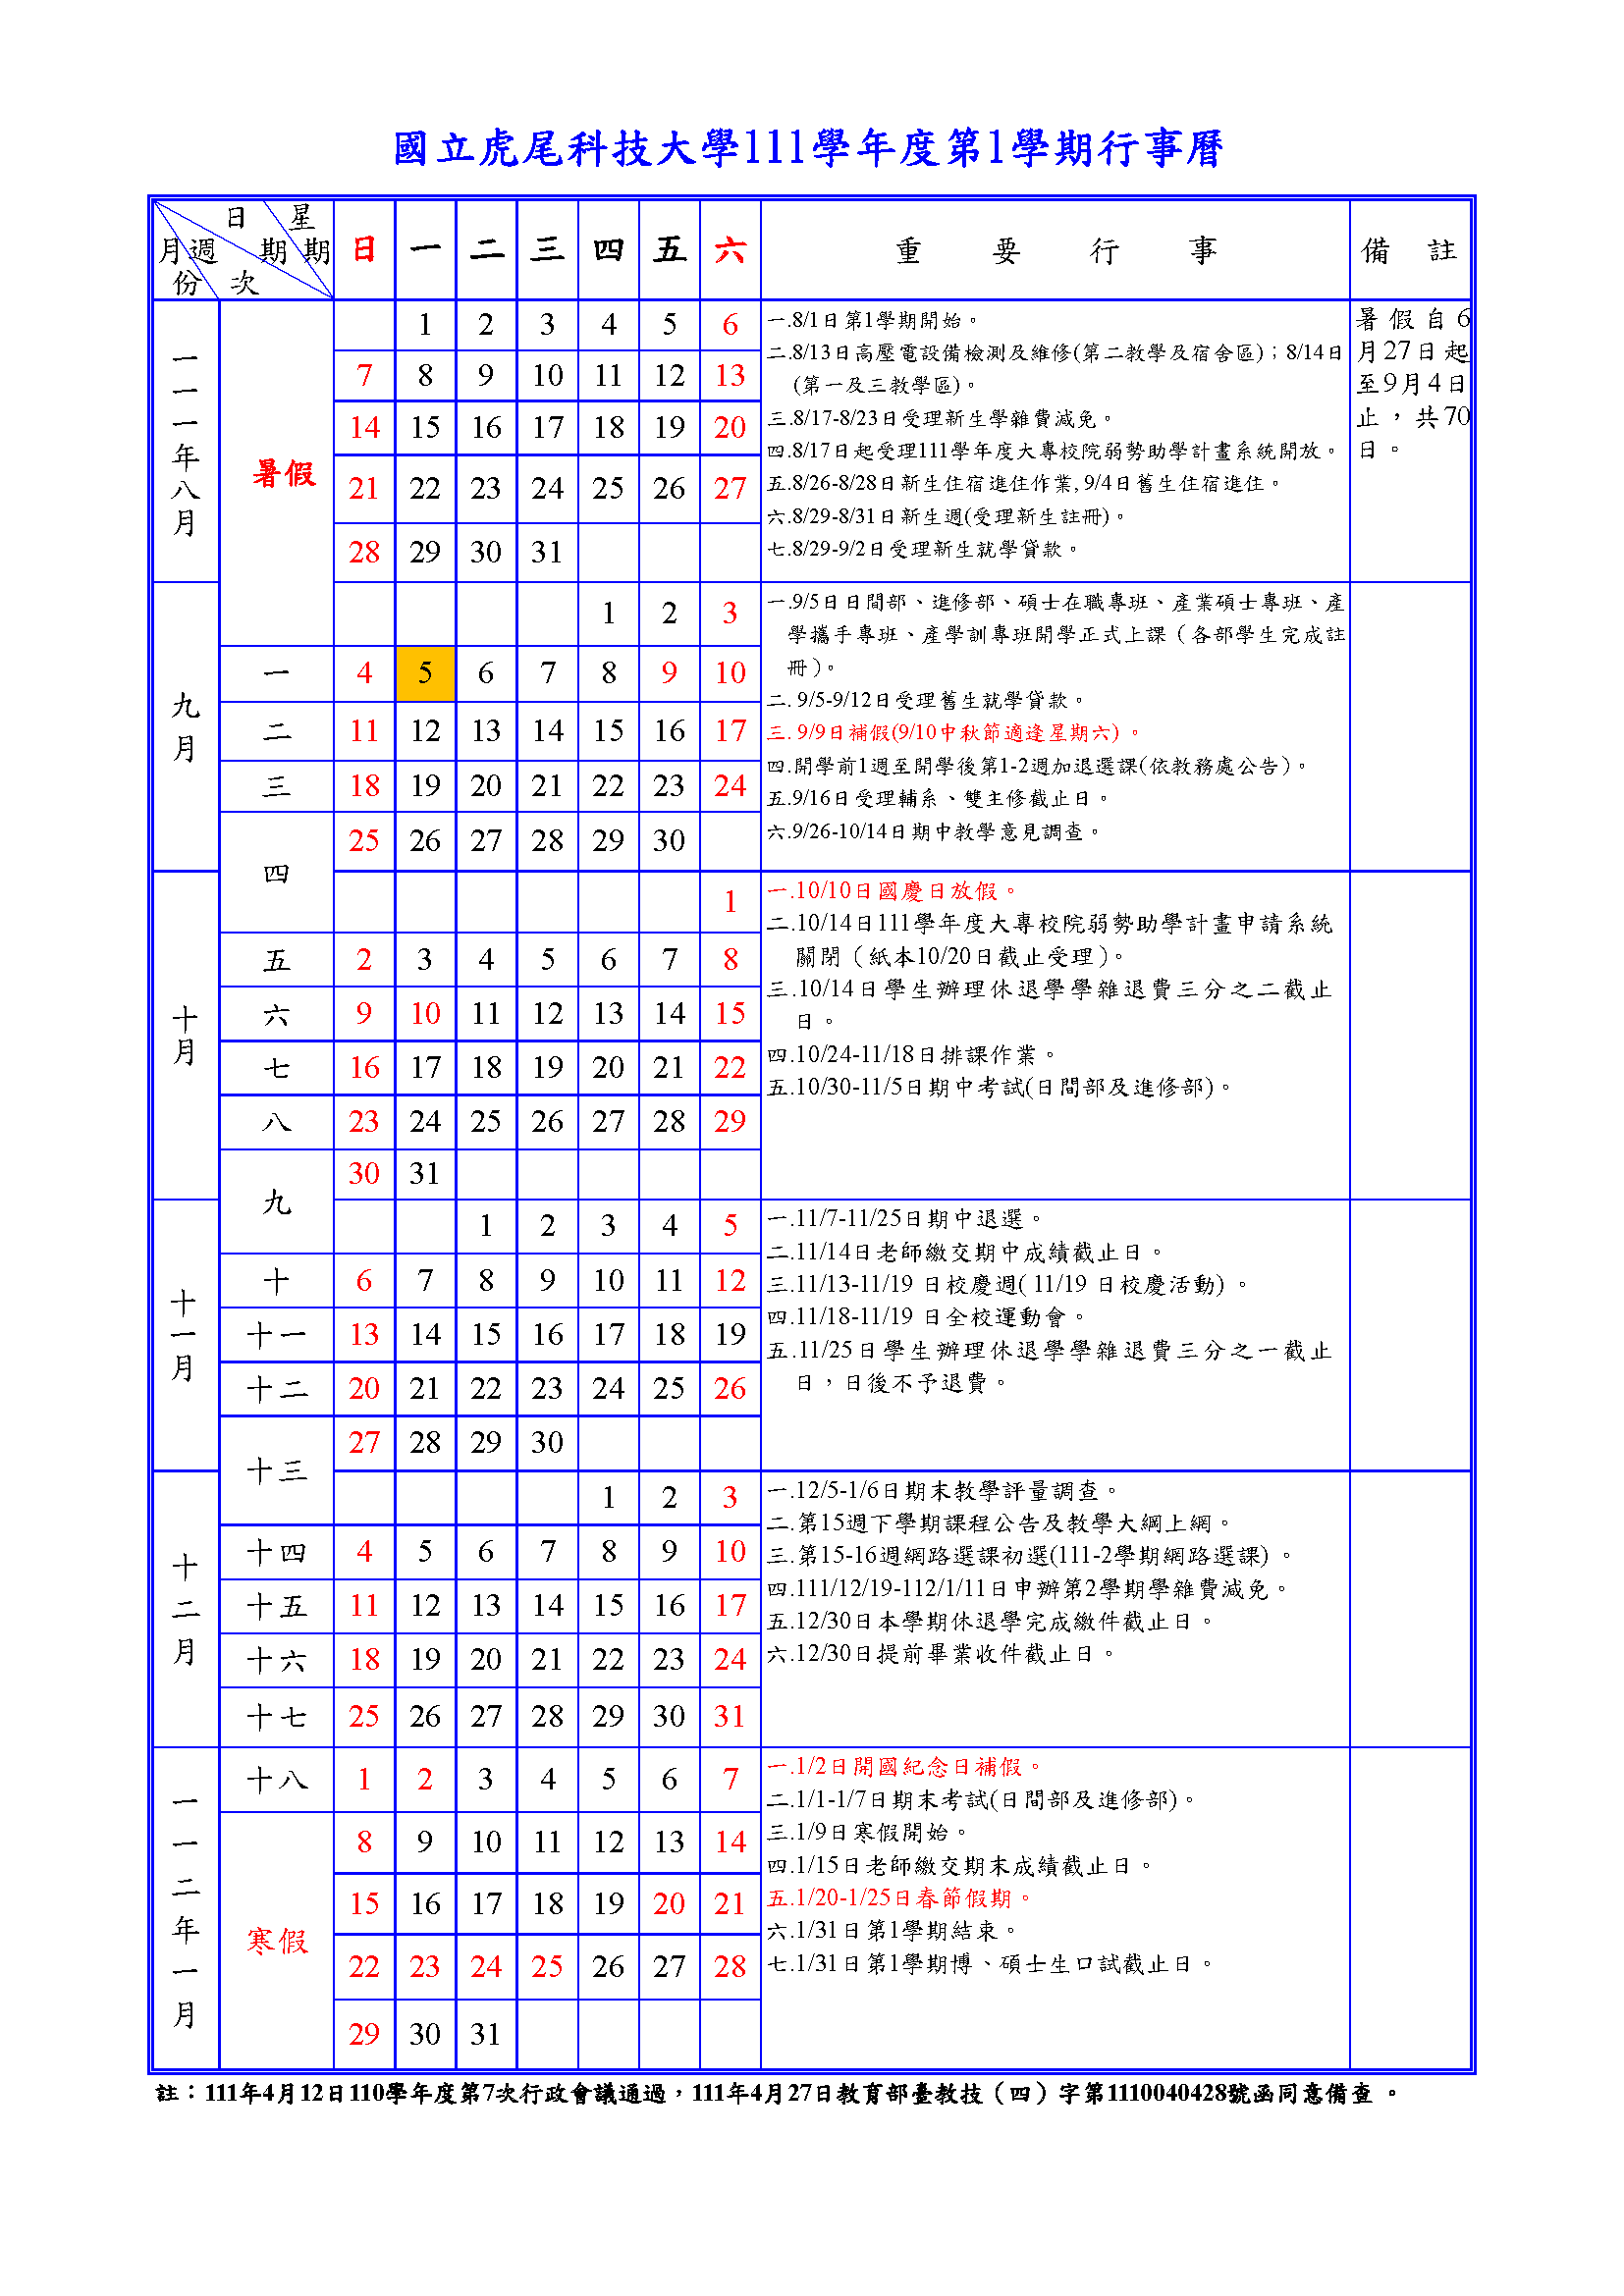 國立虎尾科技大學111學年度第1學期行事曆
日 星
月 週 期 期
份 次
日 一 二 三 四 五 六 重要行事 備註
一一一年八月
暑假
1 2 3 4 5 6
7 8 9 10 11 12 13
14 15 16 17 18 19 20
21 22 23 24 25 26 27
28 29 30 31
一.8/1日第1學期開始。
二.8/13日高壓電設備檢測及維修(第二教學及宿舍區)；8/14日
(第一及三教學區)。
三.8/17-8/23日受理新生學雜費減免。
四.8/17日起受理111學年度大專校院弱勢助學計畫系統開放。
五.8/26-8/28日新生住宿進住作業, 9/4日舊生住宿進住。
六.8/29-8/31日新生週(受理新生註冊)。
七.8/29-9/2日受理新生就學貸款。
暑假自6
月27日起
至9月4日
止，共70
日。
九月
1 2 3
一 4 5 6 7 8 9 10
二 11 12 13 14 15 16 17
三 18 19 20 21 22 23 24
四 25 26 27 28 29 30
一.9/5日日間部、進修部、碩士在職專班、產業碩士專班、產
學攜手專班、產學訓專班開學正式上課（各部學生完成註
冊）。
二. 9/5-9/12日受理舊生就學貸款。
三. 9/9日補假(9/10中秋節適逢星期六) 。
四.開學前1週至開學後第1-2週加退選課(依教務處公告)。
五.9/16日受理輔系、雙主修截止日。
六.9/26-10/14日期中教學意見調查。
十月
1
五 2 3 4 5 6 7 8
六 9 10 11 12 13 14 15
七 16 17 18 19 20 21 22
八 23 24 25 26 27 28 29
九 30 31
一.10/10日國慶日放假。
二.10/14日111學年度大專校院弱勢助學計畫申請系統
關閉（紙本10/20日截止受理）。
三.10/14日學生辦理休退學學雜退費三分之二截止
日。
四.10/24-11/18日排課作業。
五.10/30-11/5日期中考試(日間部及進修部)。
十一月
1 2 3 4 5
十 6 7 8 9 10 11 12
十一 13 14 15 16 17 18 19
十二 20 21 22 23 24 25 26
十三 27 28 29 30
一.11/7-11/25日期中退選。
二.11/14日老師繳交期中成績截止日。
三.11/13-11/19 日校慶週( 11/19 日校慶活動) 。
四.11/18-11/19 日全校運動會。
五.11/25日學生辦理休退學學雜退費三分之一截止
日，日後不予退費。
十二月
1 2 3
十四 4 5 6 7 8 9 10
十五 11 12 13 14 15 16 17
十六 18 19 20 21 22 23 24
十七 25 26 27 28 29 30 31
一.12/5-1/6日期末教學評量調查。
二.第15週下學期課程公告及教學大綱上網。
三.第15-16週網路選課初選(111-2學期網路選課) 。
四.111/12/19-112/1/11日申辦第2學期學雜費減免。
五.12/30日本學期休退學完成繳件截止日。
六.12/30日提前畢業收件截止日。
一一二年一月
十八 1 2 3 4 5 6 7
寒假
8 9 10 11 12 13 14
15 16 17 18 19 20 21
22 23 24 25 26 27 28
29 30 31
一.1/2日開國紀念日補假。
二.1/1-1/7日期末考試(日間部及進修部)。
三.1/9日寒假開始。
四.1/15日老師繳交期末成績截止日。
五.1/20-1/25日春節假期。
六.1/31日第1學期結束。
七.1/31日第1學期博、碩士生口試截止日。
註：111年4月12日110學年度第7次行政會議通過，111年4月27日教育部臺教技（四）字第1110040428號函同意備查 。